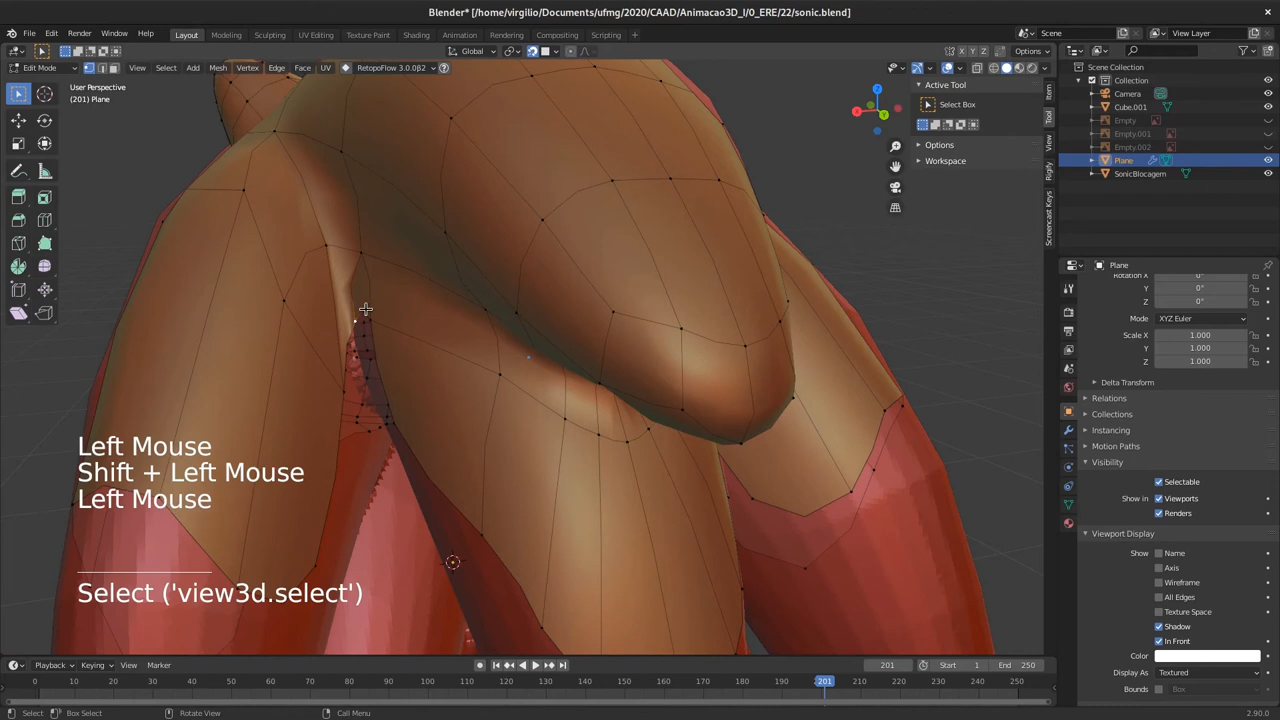 Blender* [/home/virgilio/Documents/ufmg/2020/CAAD/Animacao3D_I/0_ERE/22/sonic.blend]
File Edit Render Window Help Layout Modeling Sculpting UV Editing Texture Paint Shading Animation Rendering Compositing Scripting + Scene View Layer
Global X Y Z Options
Edit Mode View Select Add Mesh Vertex Edge Face UV RetopoFlow 3.0.0β2
User Perspective
(201) Plane
Active Tool
Select Box
Options
Workspace
Item
Tool
View
Rigify
Screencast Keys
Scene Collection
Collection
Camera
Cube.001
Empty
Empty.001
Empty.002
Plane
SonicBlocagem
Plane
Rotation X 0°
Y 0°
Z 0°
Mode XYZ Euler
Scale X 1.000
Y 1.000
Z 1.000
Delta Transform
Relations
Collections
Instancing
Motion Paths
Visibility
Selectable
Show in Viewports
Renders
Viewport Display
Show Name
Axis
Wireframe
All Edges
Texture Space
Shadow
In Front
Color
Display As Textured
Bounds Box
Left Mouse
Shift + Left Mouse
Left Mouse
Select ('view3d.select')
Playback Keying View Marker 201 Start 1 End 250
0 10 20 30 40 50 60 70 80 90 100 110 120 130 140 150 160 170 180 190 201 210 220 230 240 250
Select Box Select Rotate View Call Menu 2.90.0